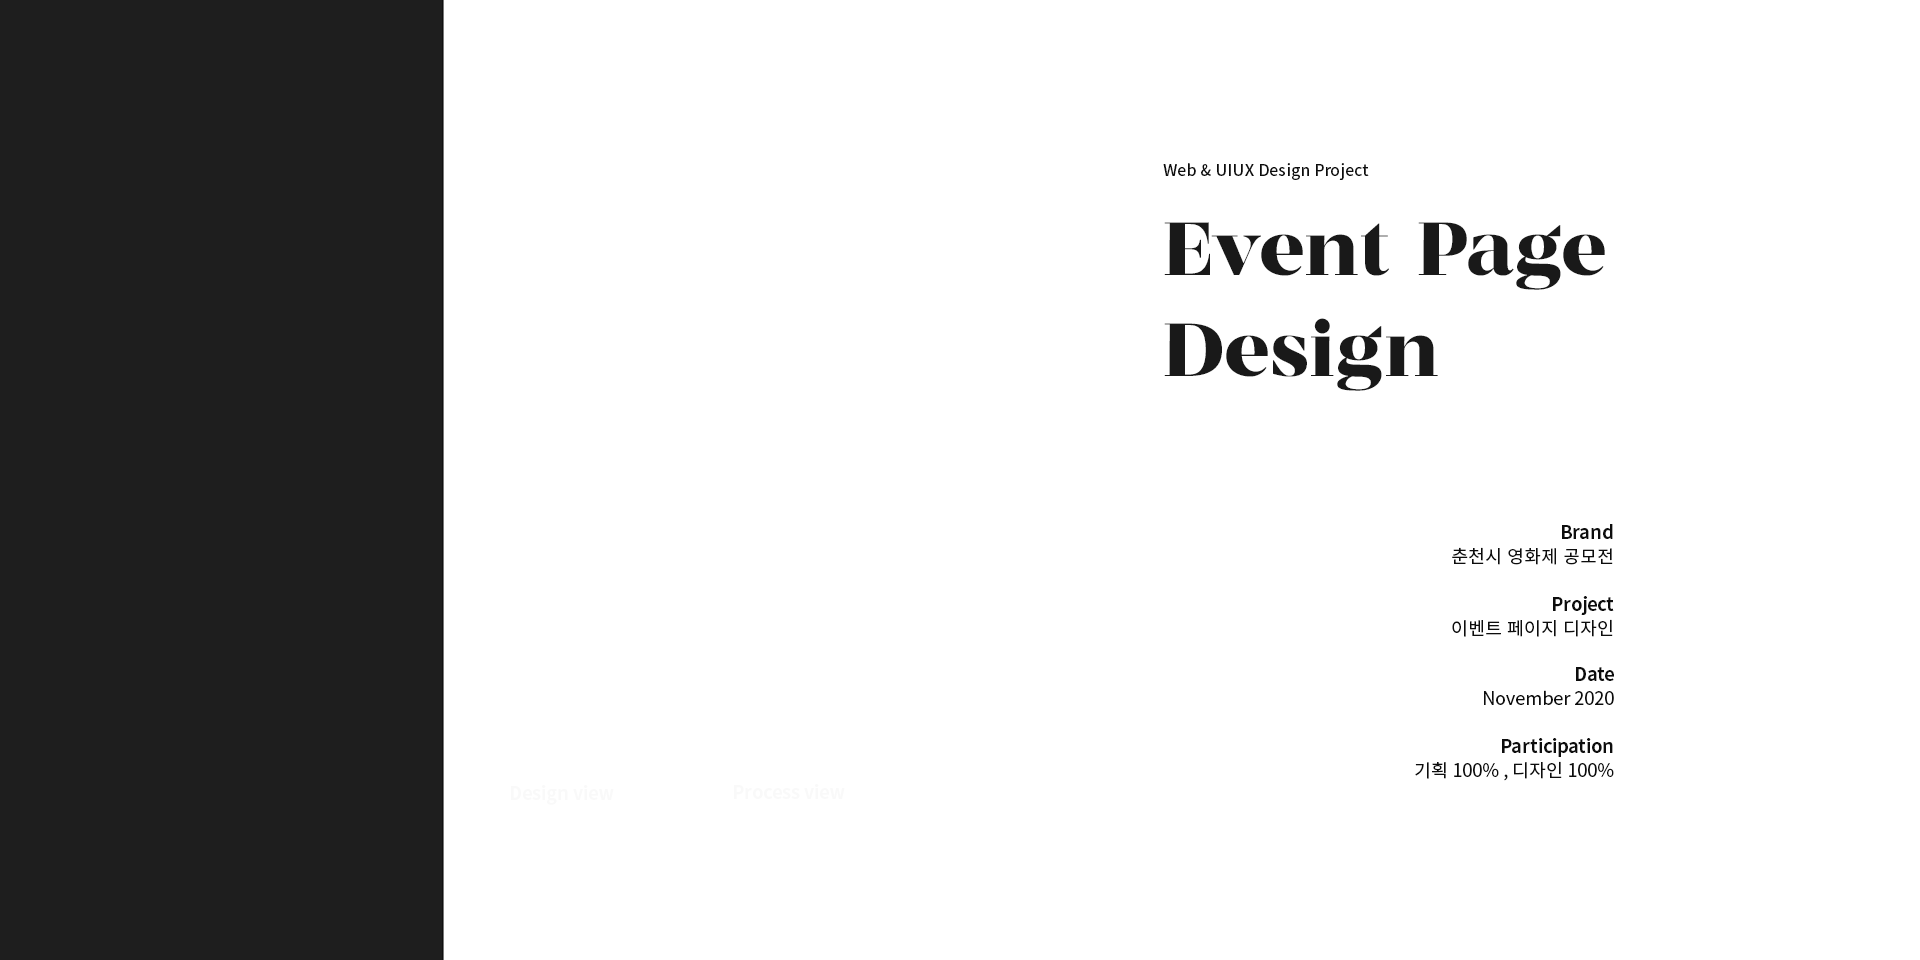 Web & UIUX Design Project
Event Page
Design
Brand
춘천시 영화제 공모전
Project
이벤트 페이지 디자인
Date
November 2020
Participation
기획 100% , 디자인 100%
Design view
Process view